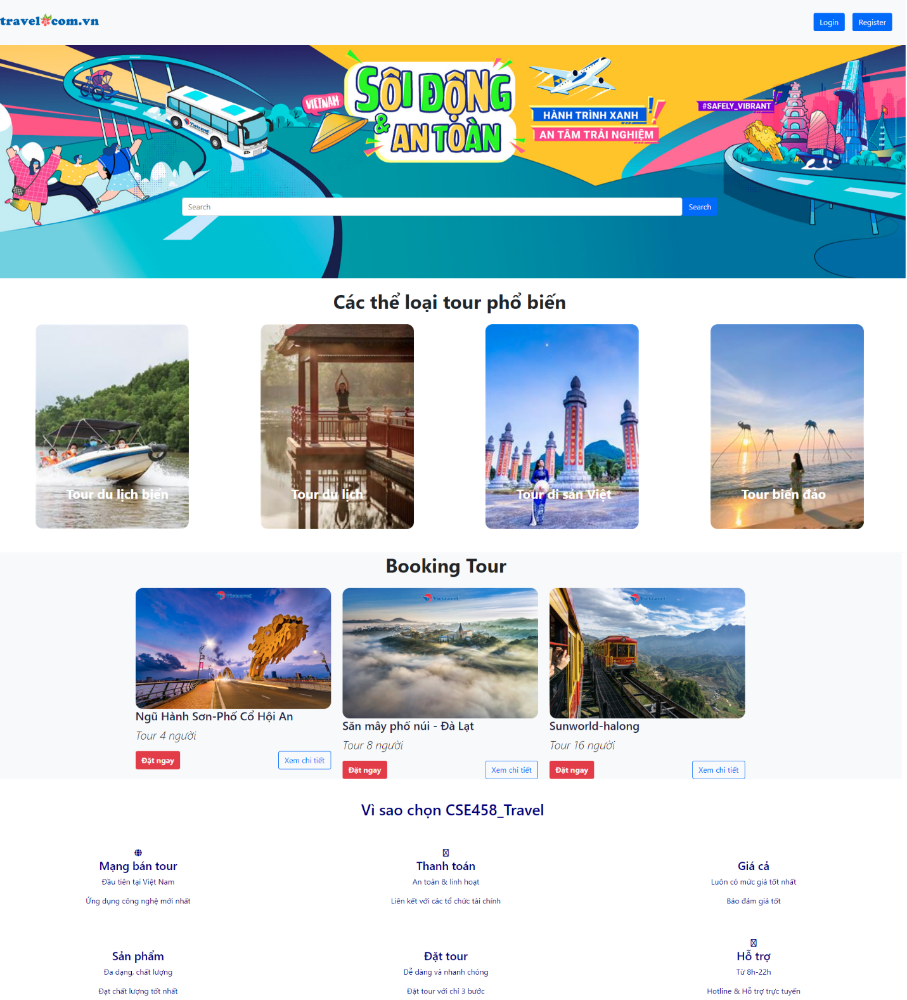 travel com.vn
Login
Register
VIETNAM
SÔI ĐỘNG
& AN TOÀN
HÀNH TRÌNH XANH
AN TÂM TRẢI NGHIỆM
#SAFELY_VIBRANT
Vietravel
Search
Search
Các thể loại tour phổ biến
Tour du lịch biển
Tour du lịch
Tour di sản Việt
Tour biển đảo
Booking Tour
Vietravel
Vietravel
Vietravel
Ngũ Hành Sơn-Phố Cổ Hội An
Tour 4 người
Đặt ngay
Xem chi tiết
Săn mây phố núi - Đà Lạt
Tour 8 người
Đặt ngay
Xem chi tiết
Sunworld-halong
Tour 16 người
Đặt ngay
Xem chi tiết
Vì sao chọn CSE458_Travel
Mạng bán tour
Đầu tiên tại Việt Nam
Ứng dụng công nghệ mới nhất
Thanh toán
An toàn & linh hoạt
Liên kết với các tổ chức tài chính
Giá cả
Luôn có mức giá tốt nhất
Bảo đảm giá tốt
Sản phẩm
Đa dạng, chất lượng
Đạt chất lượng tốt nhất
Đặt tour
Dễ dàng và nhanh chóng
Đặt tour với chỉ 3 bước
Hỗ trợ
Từ 8h-22h
Hotline & Hỗ trợ trực tuyến